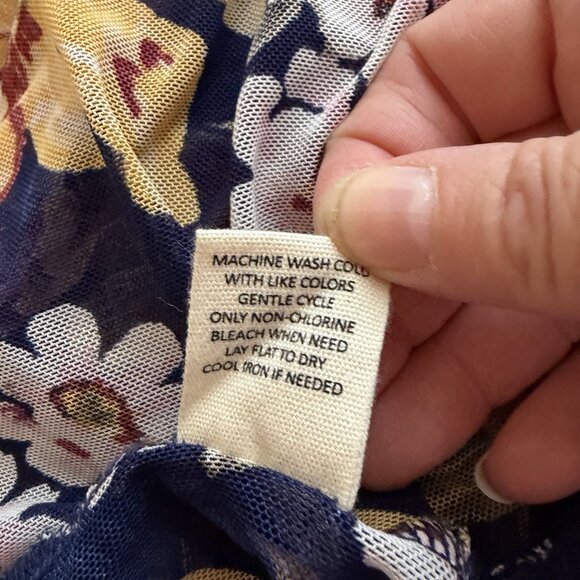 MACHINE WASH COLD
WITH LIKE COLORS
GENTLE CYCLE
ONLY NON-CHLORINE
BLEACH WHEN NEED
LAY FLAT TO DRY
COOL IRON IF NEEDED